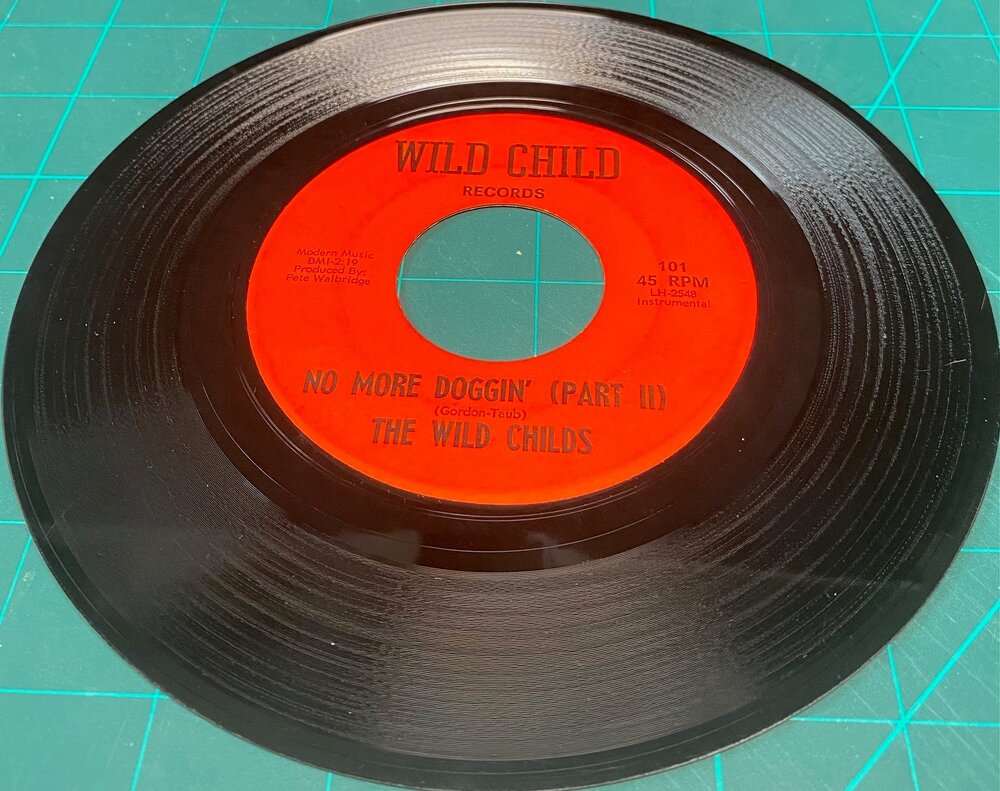 WILD CHILD
RECORDS
Modern Music
BMI-2:19
Produced By:
Pete Walbridge
101
45 RPM
LH-2548
Instrumental
NO MORE DOGGIN' (PART II)
(Gordon-Taub)
THE WILD CHILDS